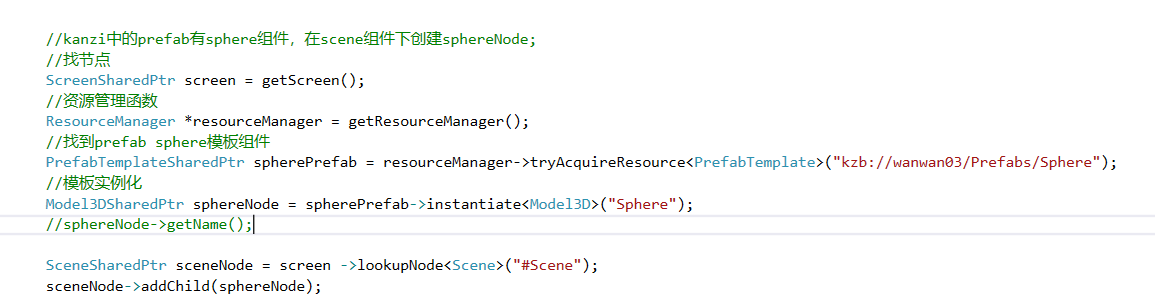 //kanzi中的prefab有sphere组件，在scene组件下创建sphereNode;
//找节点
ScreenSharedPtr screen = getScreen();
//资源管理函数
ResourceManager *resourceManager = getResourceManager();
//找到prefab sphere模板组件
PrefabTemplateSharedPtr spherePrefab = resourceManager->tryAcquireResource<PrefabTemplate>("kzb://wanwan03/Prefabs/Sphere");
//模板实例化
Model3DSharedPtr sphereNode = spherePrefab->instantiate<Model3D>("Sphere");
//sphereNode->getName();
SceneSharedPtr sceneNode = screen ->lookupNode<Scene>("#Scene");
sceneNode->addChild(sphereNode);